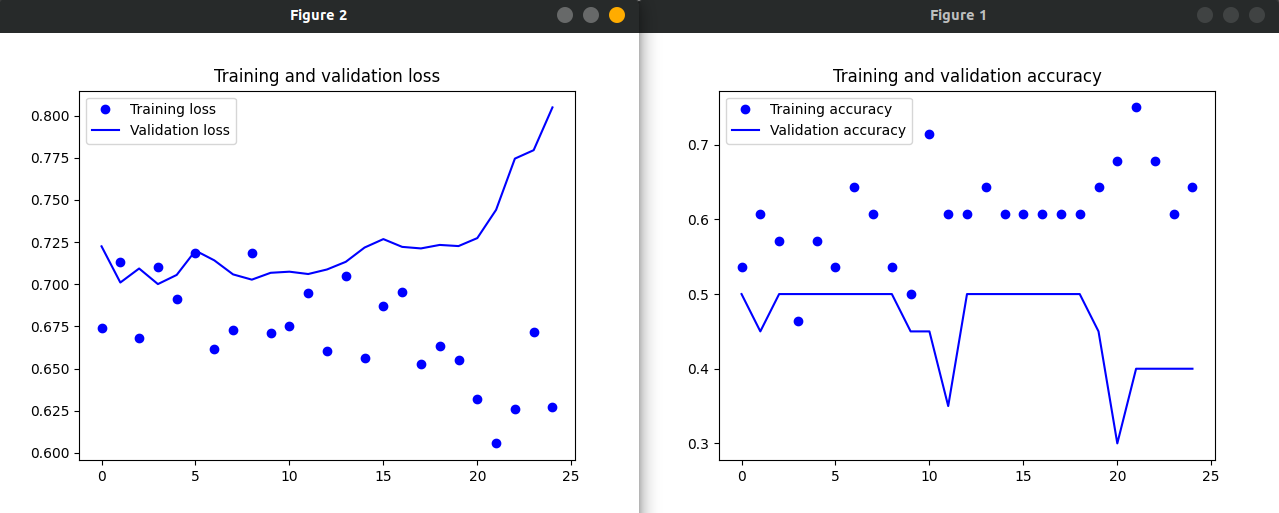 Figure 2
Training and validation loss
Training loss
Validation loss
0.800
0.775
0.750
0.725
0.700
0.675
0.650
0.625
0.600
0 5 10 15 20 25
Figure 1
Training and validation accuracy
Training accuracy
Validation accuracy
0.7
0.6
0.5
0.4
0.3
0 5 10 15 20 25